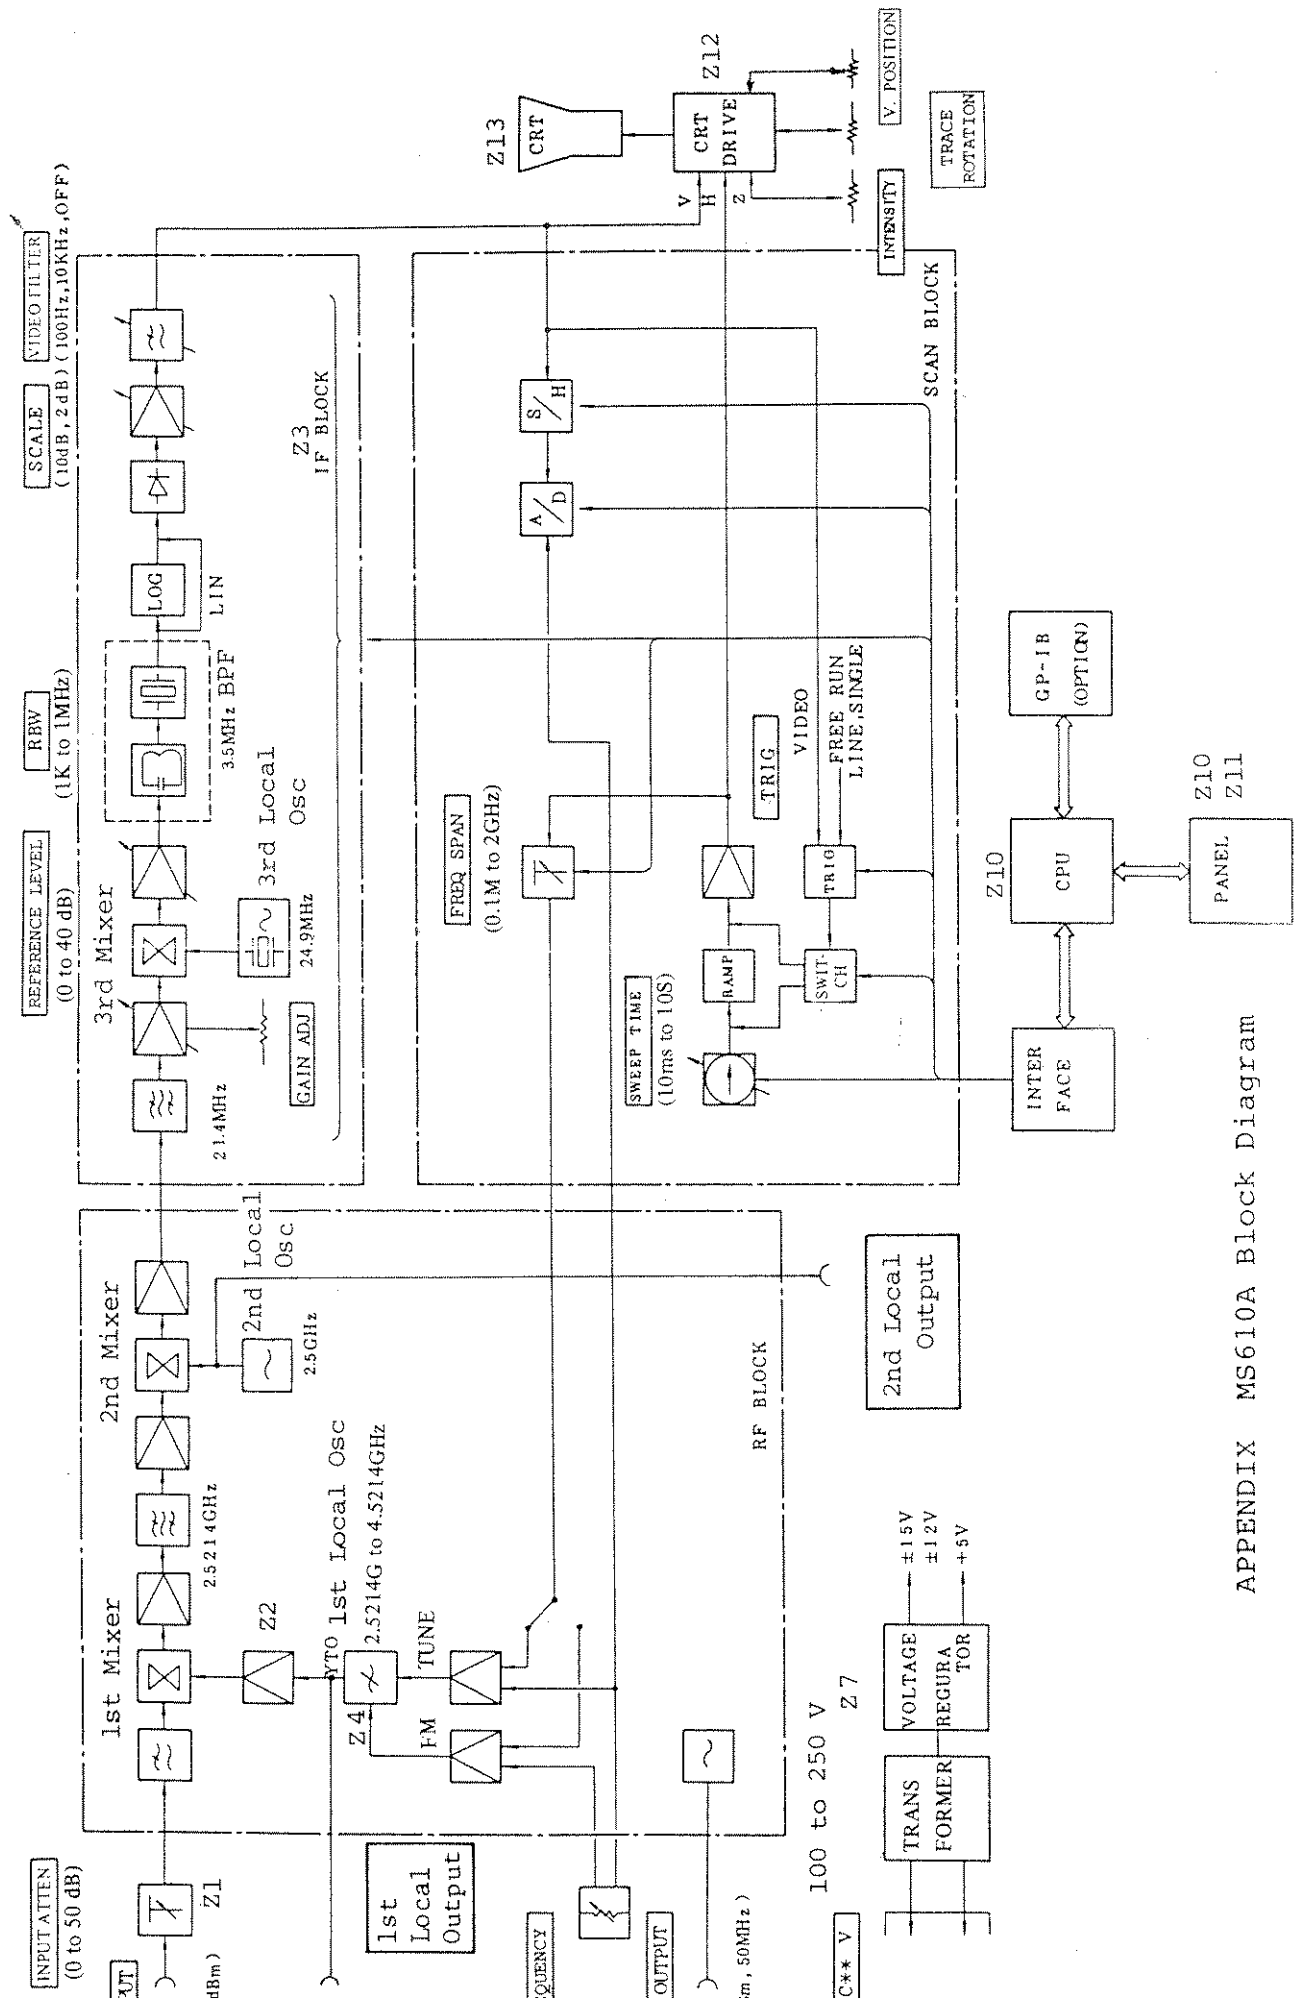 INPUT ATTEN
(0 to 50 dB)
Z1
dBm)
1st Mixer
2.5214GHz
2nd Mixer
Z2
YTO 1st Local Osc
2.5214G to 4.5214GHz
Z4
FM
TUNE
2nd Local
Osc
2.5GHz
RF BLOCK
1st
Local
Output
2nd Local
Output
OUTPUT
m, 50MHz)
REFERENCE LEVEL
(0 to 40 dB)
RBW
(1K to 1MHz)
SCALE
(10dB, 2dB)
VIDEO FILTER
(100Hz,10KHz,OFF)
21.4MHz
3rd Mixer
GAIN ADJ
3rd Local
Osc
24.9MHz
3.5MHz BPF
LOG
LIN
Z3
IF BLOCK
FREQ SPAN
(0.1M to 2GHz)
A/D
S/H
SWEEP TIME
(10ms to 10S)
RAMP
SWIT-
CH
TRIG
TRIG
VIDEO
FREE RUN
LINE,SINGLE
SCAN BLOCK
Z13
CRT
Z12
CRT
DRIVE
V
H
Z
INTENSITY
V. POSITION
TRACE
ROTATION
INTER
FACE
Z10
CPU
GP-IB
(OPTION)
PANEL
Z10
Z11
100 to 250 V
C** V
TRANS
FORMER
Z7
VOLTAGE
REGURA
TOR
±15V
±12V
+5V
APPENDIX MS610A Block Diagram